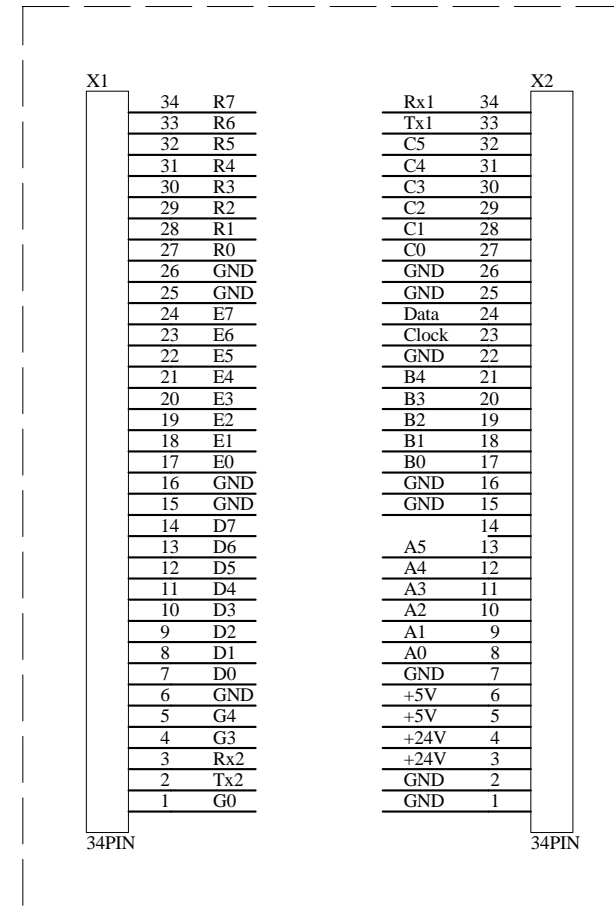 X1 X2
34 R7 Rx1 34
33 R6 Tx1 33
32 R5 C5 32
31 R4 C4 31
30 R3 C3 30
29 R2 C2 29
28 R1 C1 28
27 R0 C0 27
26 GND GND 26
25 GND GND 25
24 E7 Data 24
23 E6 Clock 23
22 E5 GND 22
21 E4 B4 21
20 E3 B3 20
19 E2 B2 19
18 E1 B1 18
17 E0 B0 17
16 GND GND 16
15 GND GND 15
14 D7 14
13 D6 A5 13
12 D5 A4 12
11 D4 A3 11
10 D3 A2 10
9 D2 A1 9
8 D1 A0 8
7 D0 GND 7
6 GND +5V 6
5 G4 +5V 5
4 G3 +24V 4
3 Rx2 +24V 3
2 Tx2 GND 2
1 G0 GND 1
34PIN 34PIN